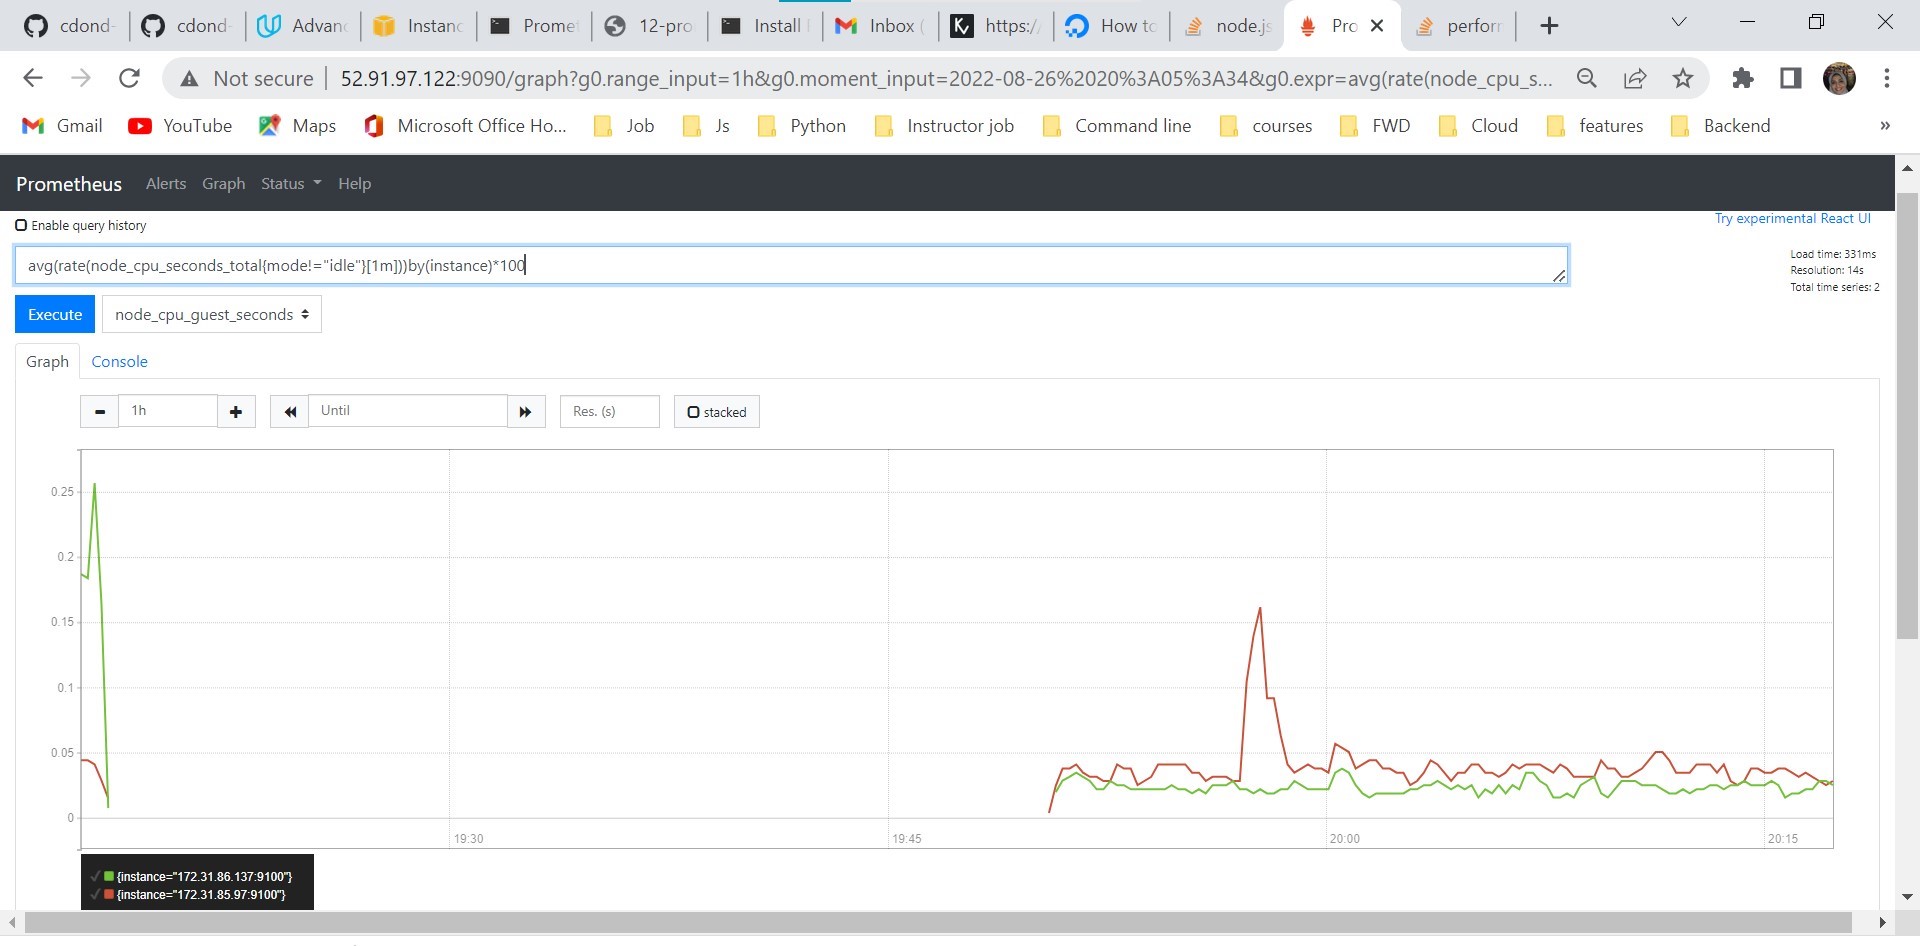 cdond-
cdond-
Advanc
Instanc
Promet
12-pro
Install
Inbox (
https:/
How to
node.js
Pro
perforr
Not secure
52.91.97.122:9090/graph?g0.range_input=1h&g0.moment_input=2022-08-26%2020%3A05%3A34&g0.expr=avg(rate(node_cpu_s...
Gmail
YouTube
Maps
Microsoft Office Ho...
Job
Js
Python
Instructor job
Command line
courses
FWD
Cloud
features
Backend
»
Prometheus
Alerts
Graph
Status
Help
Enable query history
Try experimental React UI
avg(rate(node_cpu_seconds_total{mode!="idle"}[1m]))by(instance)*100
Load time: 331ms
Resolution: 14s
Total time series: 2
Execute
node_cpu_guest_seconds
Graph
Console
1h
Until
Res. (s)
stacked
0.25
0.2
0.15
0.1
0.05
0
19:30
19:45
20:00
20:15
{instance="172.31.86.137:9100"}
{instance="172.31.85.97:9100"}